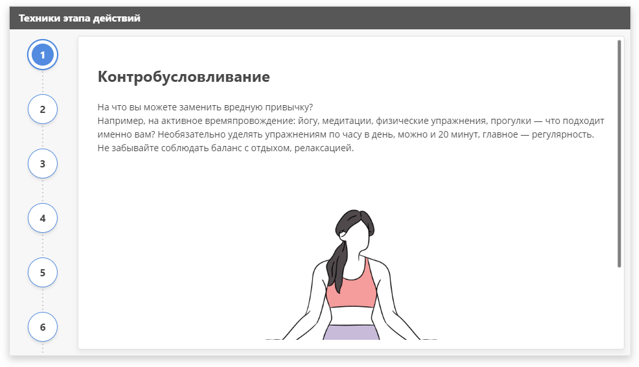 Техники этапа действий
1
Контробусловливание
На что вы можете заменить вредную привычку?
Например, на активное времяпровождение: йогу, медитации, физические упражнения, прогулки — что подходит
именно вам? Необязательно уделять упражнениям по часу в день, можно и 20 минут, главное — регулярность.
Не забывайте соблюдать баланс с отдыхом, релаксацией.
2
3
4
5
6